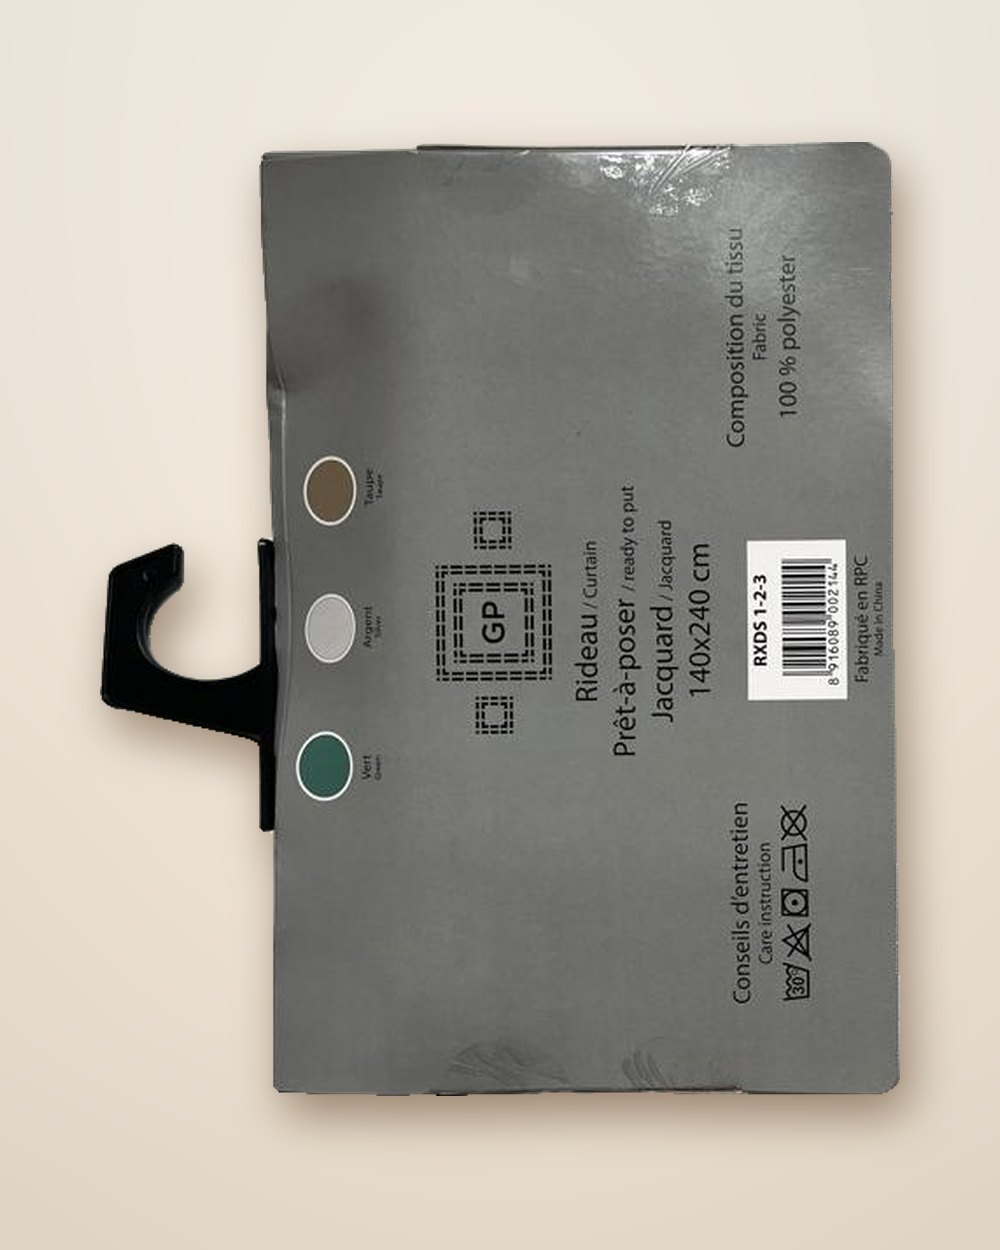 Vert
Green
Argent
Silver
Taupe
Taupe
GP
Rideau / Curtain
Prêt-à-poser / ready to put
Jacquard / Jacquard
140x240 cm
Conseils d'entretien
Care instruction
30°
RXDS 1-2-3
8 916089 002144
Fabriqué en RPC
Made in China
Composition du tissu
Fabric
100 % polyester